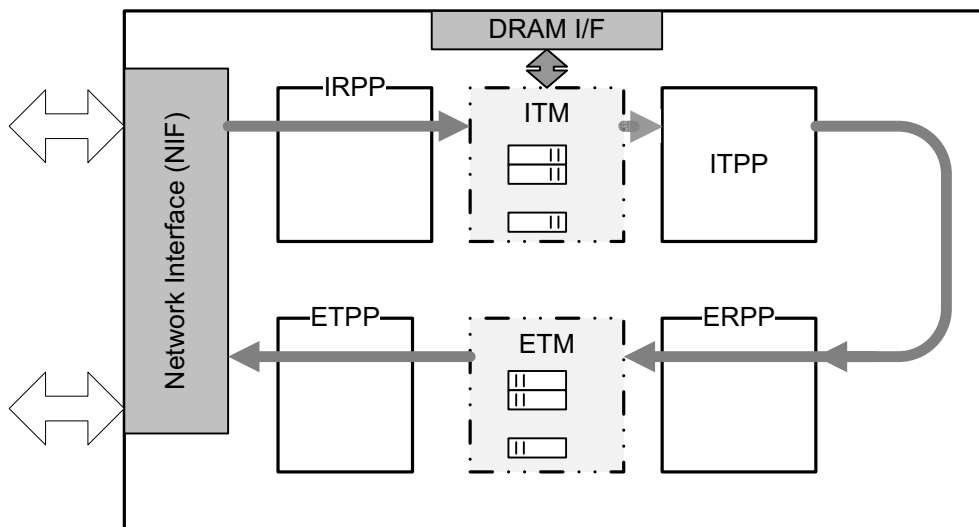 DRAM I/F
IRPP
ITM
ITPP
Network Interface (NIF)
ETPP
ETM
ERPP